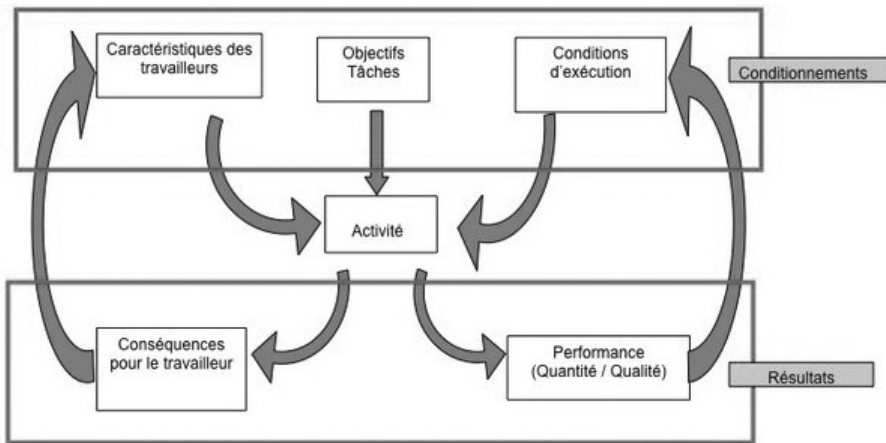 Caractéristiques des
travailleurs
Objectifs
Tâches
Conditions
d'exécution
Conditionnements
Activité
Conséquences
pour le travailleur
Performance
(Quantité / Qualité)
Résultats